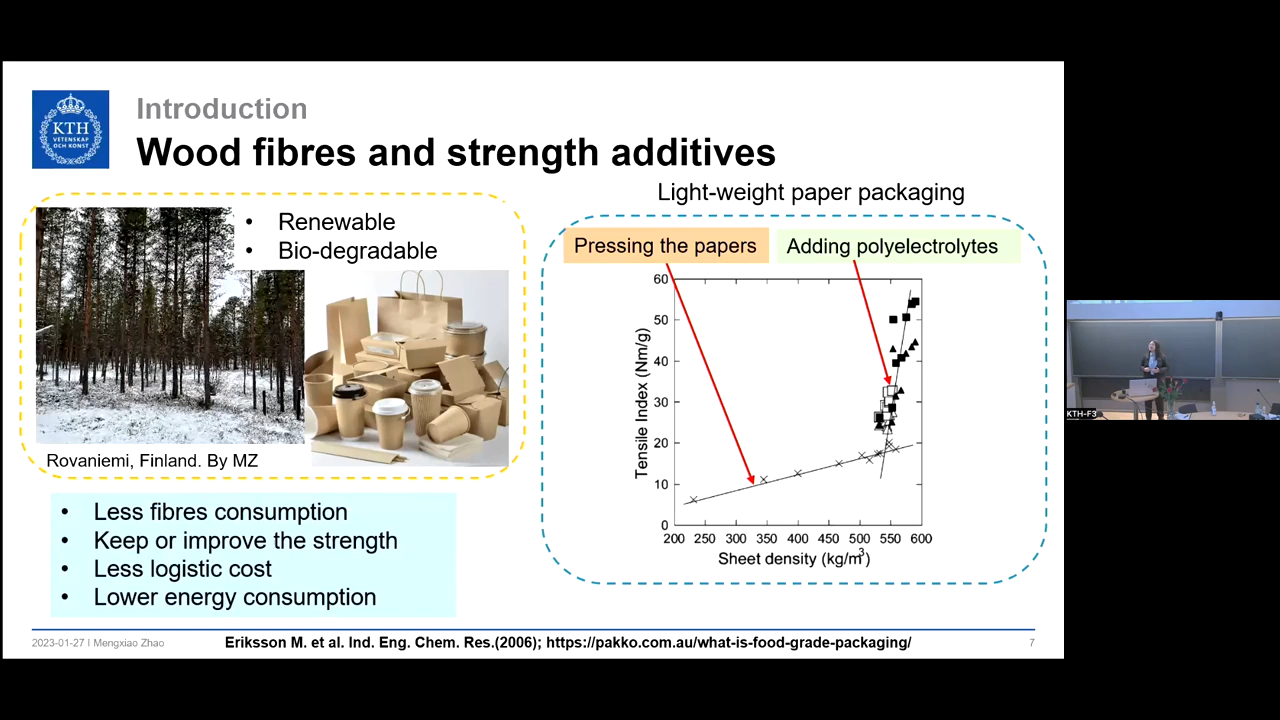 Introduction
KTH
VETENSKAP
OCH KONST
Wood fibres and strength additives
• Renewable
• Bio-degradable
Rovaniemi, Finland. By MZ
• Less fibres consumption
• Keep or improve the strength
• Less logistic cost
• Lower energy consumption
Light-weight paper packaging
Pressing the papers
Adding polyelectrolytes
60
50
40
30
20
10
0
Tensile Index (Nm/g)
200 250 300 350 400 450 500 550 600
Sheet density (kg/m³)
2023-01-27 | Mengxiao Zhao
Eriksson M. et al. Ind. Eng. Chem. Res.(2006); https://pakko.com.au/what-is-food-grade-packaging/
7
KTH-F3